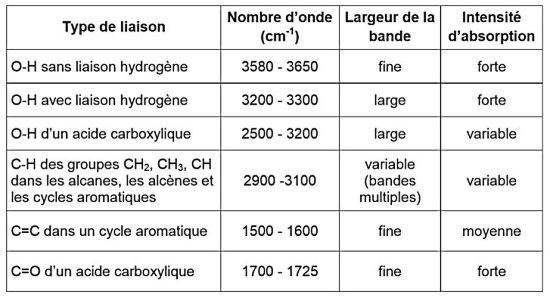 Type de liaison
Nombre d’onde
(cm-1)
Largeur de la
bande
Intensité
d’absorption
O-H sans liaison hydrogène
3580 - 3650
fine
forte
O-H avec liaison hydrogène
3200 - 3300
large
forte
O-H d’un acide carboxylique
2500 - 3200
large
variable
C-H des groupes CH2, CH3, CH
dans les alcanes, les alcènes et
les cycles aromatiques
2900 -3100
variable
(bandes
multiples)
variable
C=C dans un cycle aromatique
1500 - 1600
fine
moyenne
C=O d’un acide carboxylique
1700 - 1725
fine
forte